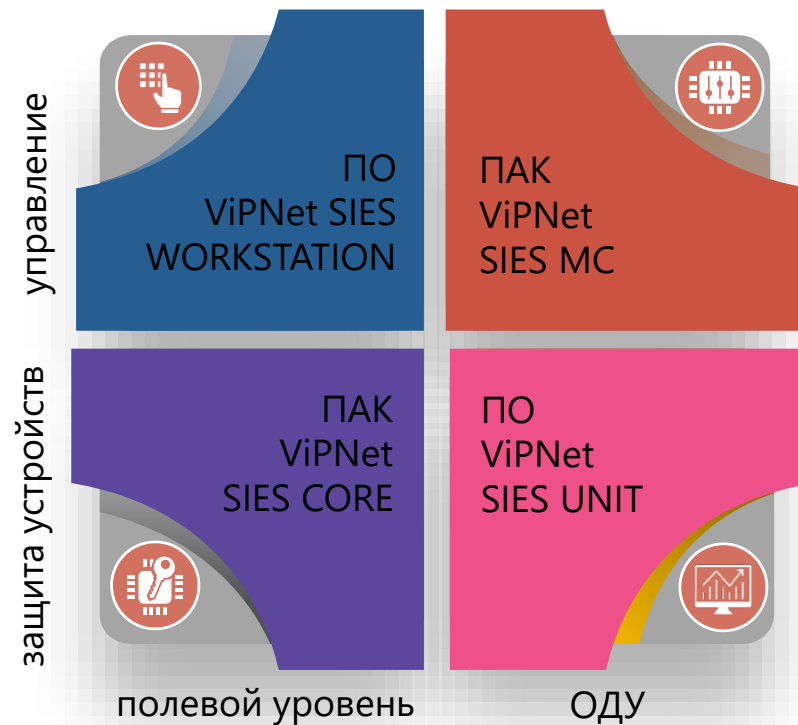 управление
ПО
ViPNet SIES
WORKSTATION
ПАК
ViPNet
SIES MC
защита устройств
ПАК
ViPNet
SIES CORE
ПО
ViPNet
SIES UNIT
полевой уровень
ОДУ